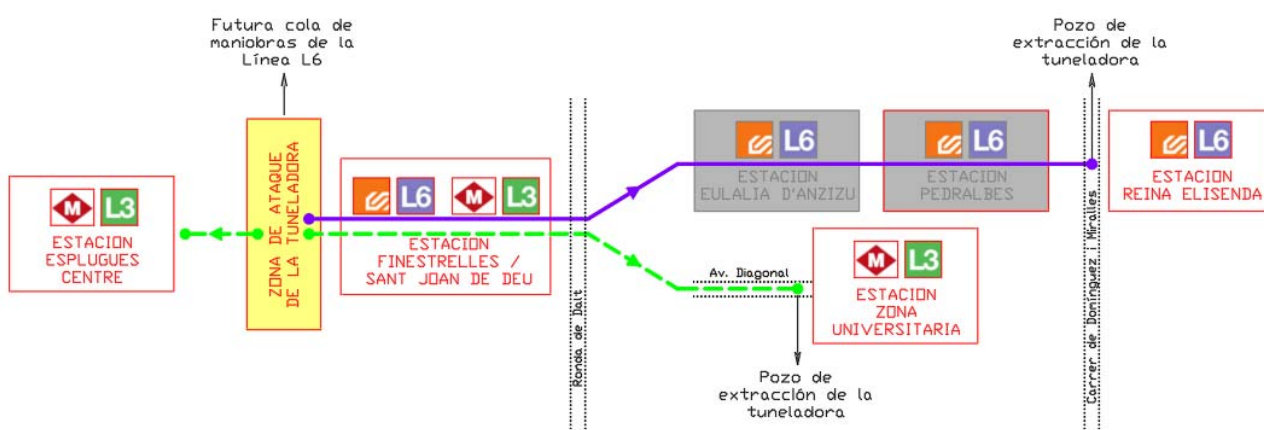 Futura cola de
maniobras de la
Línea L6
Pozo de
extracción de la
tuneladora
ZONA DE ATAQUE
DE LA TUNELADORA
M L3
ESTACION
ESPLUGUES
CENTRE
L6 M L3
ESTACION
FINESTRELLES /
SANT JOAN DE DEU
Ronda de Dalt
L6
ESTACION
EULALIA D'ANZIZU
L6
ESTACION
PEDRALBES
Carrer de Domínguez i Miralles
L6
ESTACION
REINA ELISENDA
Av. Diagonal
M L3
ESTACION
ZONA
UNIVERSITARIA
Pozo de
extracción de la
tuneladora